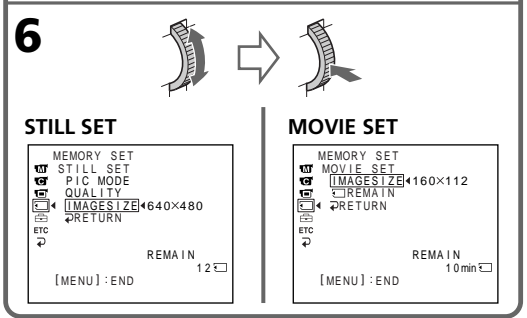 6
STILL SET
MEMORY SET
STILL SET
PIC MODE
QUALITY
IMAGESIZE 640×480
RETURN
ETC
REMAIN
12
[MENU]:END
MOVIE SET
MEMORY SET
MOVIE SET
IMAGESIZE 160×112
REMAIN
RETURN
ETC
REMAIN
10min
[MENU]:END